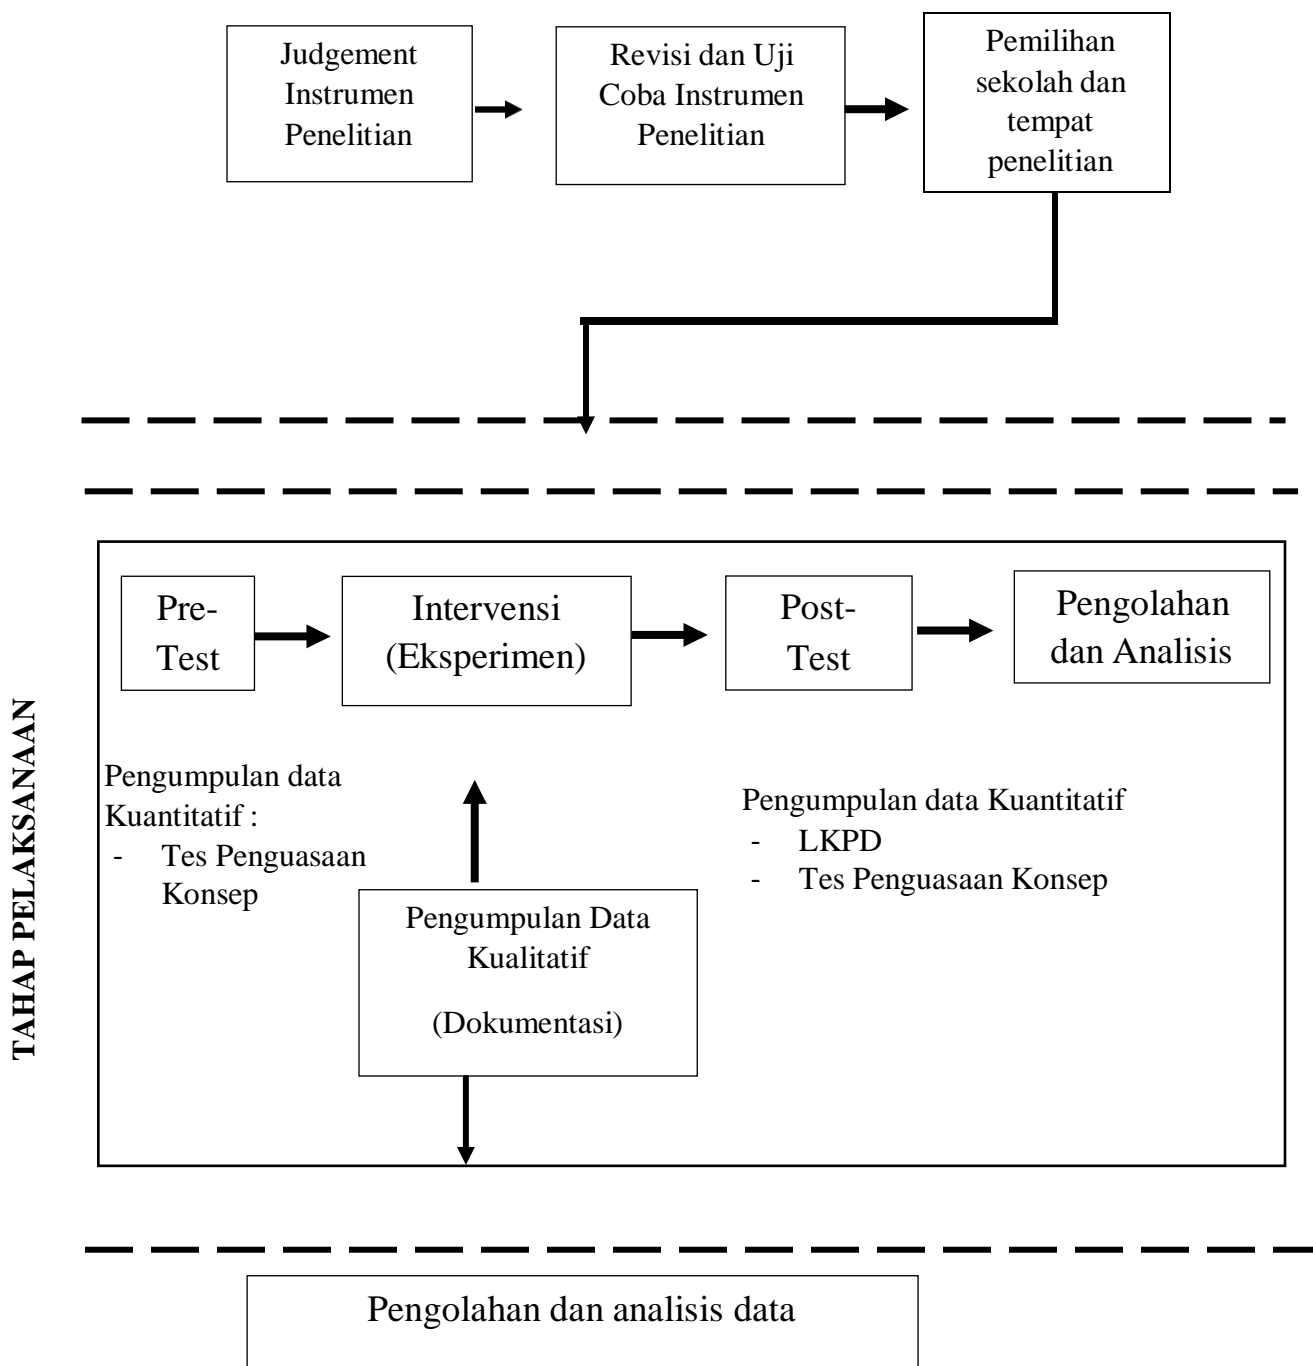 Judgement
Instrumen
Penelitian
Revisi dan Uji
Coba Instrumen
Penelitian
Pemilihan
sekolah dan
tempat
penelitian
TAHAP PELAKSANAAN
Pre-
Test
Intervensi
(Eksperimen)
Post-
Test
Pengolahan
dan Analisis
Pengumpulan data
Kuantitatif :
- Tes Penguasaan
Konsep
Pengumpulan Data
Kualitatif
(Dokumentasi)
Pengumpulan data Kuantitatif
- LKPD
- Tes Penguasaan Konsep
Pengolahan dan analisis data